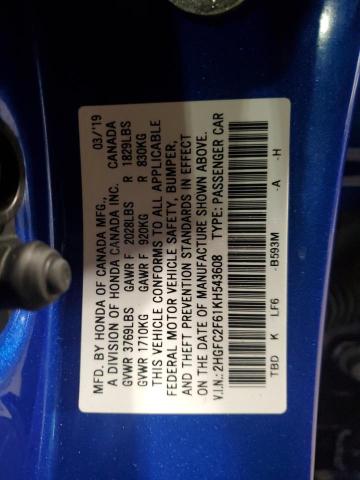 MFD. BY HONDA OF CANADA MFG., 03/'19
A DIVISION OF HONDA CANADA INC. CANADA
GVWR 3769LBS GAWR F 2028LBS R 1829LBS
GVWR 1710KG GAWR F 920KG R 830KG
THIS VEHICLE CONFORMS TO ALL APPLICABLE
FEDERAL MOTOR VEHICLE SAFETY, BUMPER,
AND THEFT PREVENTION STANDARDS IN EFFECT
ON THE DATE OF MANUFACTURE SHOWN ABOVE.
V.I.N.: 2HGFC2F61KH543608 TYPE: PASSENGER CAR
TBD K LF6 -B593M -A -H